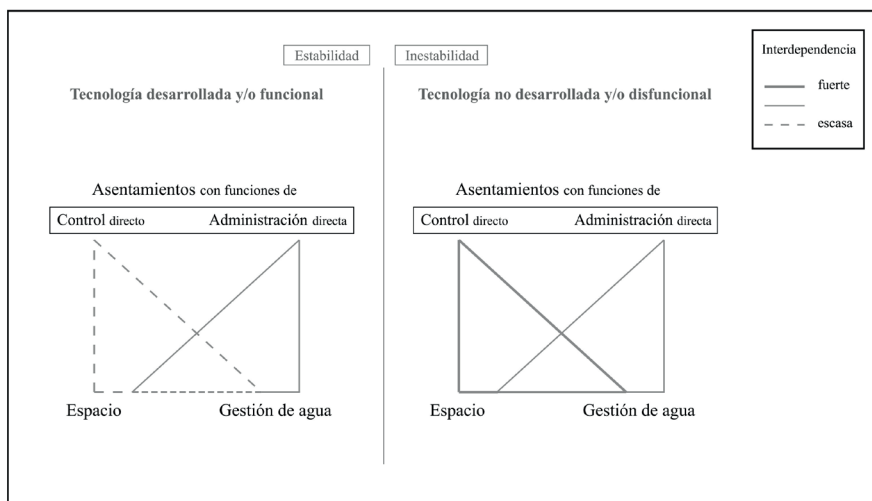 Estabilidad
Inestabilidad
Tecnología desarrollada y/o funcional
Tecnología no desarrollada y/o disfuncional
Interdependencia
fuerte
escasa
Asentamientos con funciones de
Control directo Administración directa
Espacio Gestión de agua
Asentamientos con funciones de
Control directo Administración directa
Espacio Gestión de agua